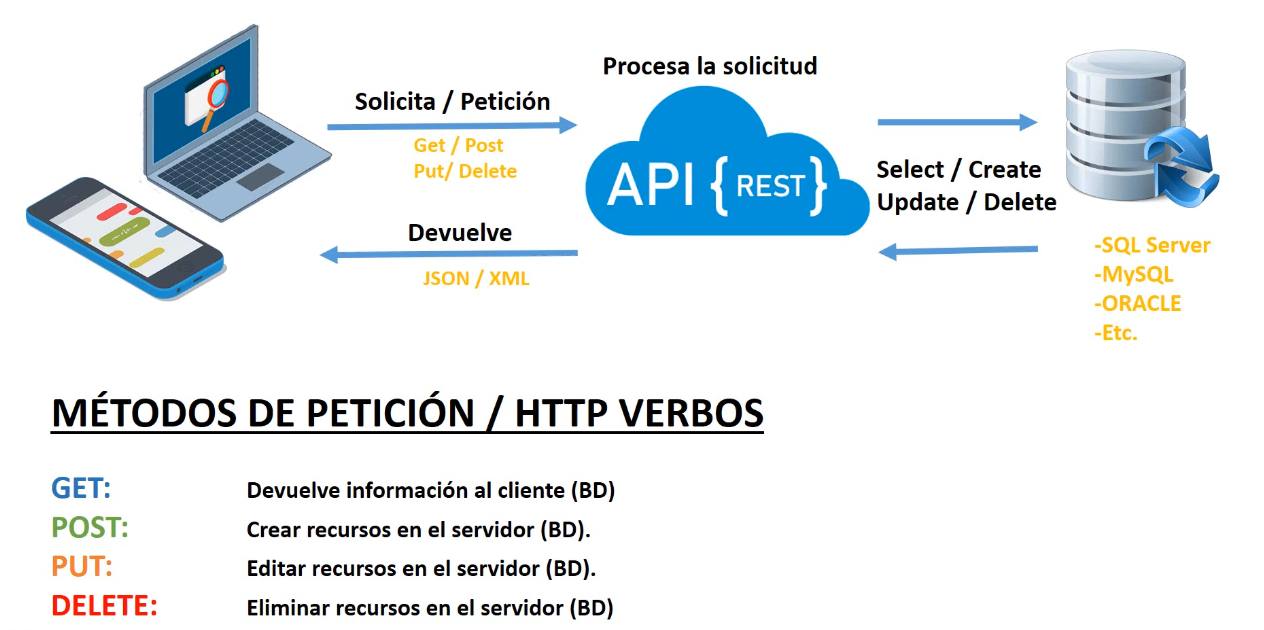 Procesa la solicitud
Solicita / Petición
Get / Post
Put/ Delete
API { REST }
Select / Create
Update / Delete
Devuelve
JSON / XML
-SQL Server
-MySQL
-ORACLE
-Etc.
MÉTODOS DE PETICIÓN / HTTP VERBOS
GET: Devuelve información al cliente (BD)
POST: Crear recursos en el servidor (BD).
PUT: Editar recursos en el servidor (BD).
DELETE: Eliminar recursos en el servidor (BD)